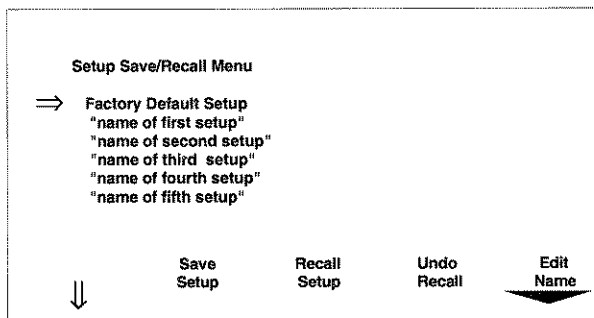 Setup Save/Recall Menu
⇒ Factory Default Setup
"name of first setup"
"name of second setup"
"name of third setup"
"name of fourth setup"
"name of fifth setup"
⇓ Save Setup
Recall Setup
Undo Recall
Edit Name